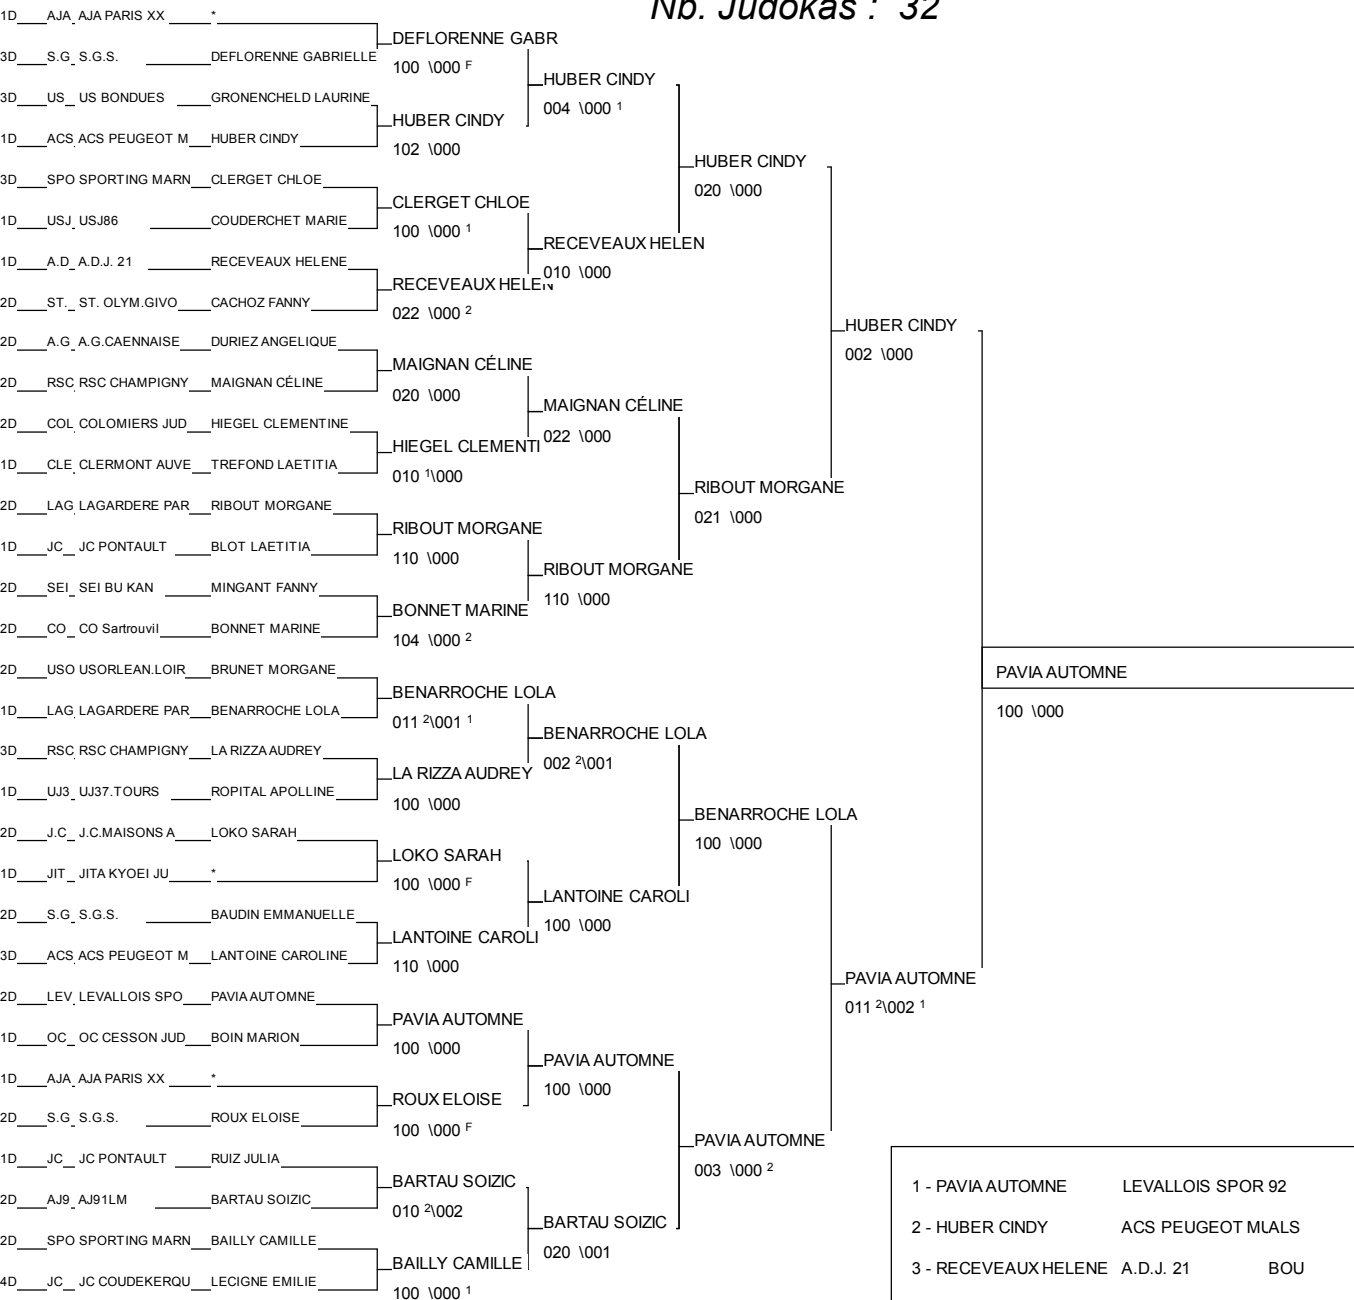 Nb. Judokas : 32
1D AJA AJA PARIS XX *
3D S.G S.G.S. DEFLORENNE GABRIELLE
3D US US BONDUES GRONENCHELD LAURINE
1D ACS ACS PEUGEOT M HUBER CINDY
3D SPO SPORTING MARN CLERGET CHLOE
1D USJ USJ86 COUDERCHET MARIE
1D A.D A.D.J. 21 RECEVEAUX HELENE
2D ST. ST. OLYM.GIVO CACHOZ FANNY
2D A.G A.G.CAENNAISE DURIEZ ANGELIQUE
2D RSC RSC CHAMPIGNY MAIGNAN CÉLINE
2D COL COLOMIERS JUD HIEGEL CLEMENTINE
1D CLE CLERMONT AUVE TREFOND LAETITIA
2D LAG LAGARDERE PAR RIBOUT MORGANE
1D JC JC PONTAULT BLOT LAETITIA
2D SEI SEI BU KAN MINGANT FANNY
2D CO CO Sartrouvil BONNET MARINE
2D USO USORLEAN.LOIR BRUNET MORGANE
1D LAG LAGARDERE PAR BENARROCHE LOLA
3D RSC RSC CHAMPIGNY LA RIZZA AUDREY
1D UJ3 UJ37.TOURS ROPITAL APOLLINE
2D J.C J.C.MAISONS A LOKO SARAH
1D JIT JITA KYOEI JU *
2D S.G S.G.S. BAUDIN EMMANUELLE
3D ACS ACS PEUGEOT M LANTOINE CAROLINE
2D LEV LEVALLOIS SPO PAVIA AUTOMNE
1D OC OC CESSON JUD BOIN MARION
1D AJA AJA PARIS XX *
2D S.G S.G.S. ROUX ELOISE
1D JC JC PONTAULT RUIZ JULIA
2D AJ9 AJ91LM BARTAU SOIZIC
2D SPO SPORTING MARN BAILLY CAMILLE
4D JC JC COUDEKERQU LECIGNE EMILIE
DEFLORENNE GABR
100 \000 F
HUBER CINDY
102 \000
CLERGET CHLOE
100 \000 1
RECEVEAUX HELEN
022 \000 2
MAIGNAN CÉLINE
020 \000
HIEGEL CLEMENTI
010 1\000
RIBOUT MORGANE
110 \000
BONNET MARINE
104 \000 2
BENARROCHE LOLA
011 2\001 1
LA RIZZA AUDREY
100 \000
LOKO SARAH
100 \000 F
LANTOINE CAROLI
110 \000
PAVIA AUTOMNE
100 \000
ROUX ELOISE
100 \000 F
BARTAU SOIZIC
010 2\002
BAILLY CAMILLE
100 \000 1
HUBER CINDY
004 \000 1
RECEVEAUX HELEN
010 \000
MAIGNAN CÉLINE
022 \000
RIBOUT MORGANE
110 \000
BENARROCHE LOLA
002 2\001
LANTOINE CAROLI
100 \000
PAVIA AUTOMNE
100 \000
BARTAU SOIZIC
020 \001
HUBER CINDY
020 \000
RIBOUT MORGANE
021 \000
BENARROCHE LOLA
100 \000
PAVIA AUTOMNE
003 \000 2
HUBER CINDY
002 \000
PAVIA AUTOMNE
011 2\002 1
PAVIA AUTOMNE
100 \000
1 - PAVIA AUTOMNE LEVALLOIS SPOR 92
2 - HUBER CINDY ACS PEUGEOT MUALS
3 - RECEVEAUX HELENE A.D.J. 21 BOU